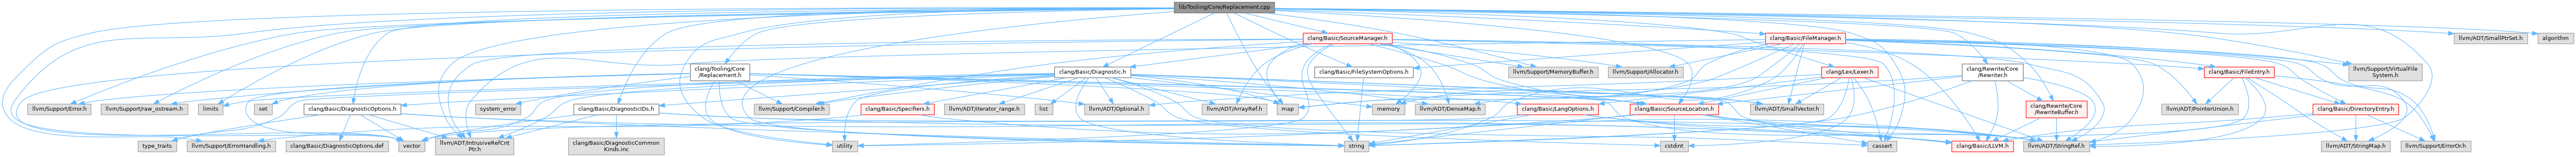 lib/Tooling/Core/Replacement.cpp
clang/Basic/SourceManager.h
clang/Basic/FileManager.h
llvm/ADT/SmallPtrSet.h
algorithm
clang/Tooling/Core
/Replacement.h
clang/Basic/Diagnostic.h
clang/Basic/FileSystemOptions.h
llvm/Support/MemoryBuffer.h
llvm/Support/Allocator.h
clang/Lex/Lexer.h
clang/Rewrite/Core
/Rewriter.h
clang/Basic/FileEntry.h
llvm/Support/VirtualFile
System.h
llvm/Support/Error.h
llvm/Support/raw_ostream.h
limits
set
clang/Basic/DiagnosticOptions.h
system_error
clang/Basic/DiagnosticIDs.h
llvm/Support/Compiler.h
clang/Basic/Specifiers.h
llvm/ADT/iterator_range.h
list
llvm/ADT/Optional.h
llvm/ADT/ArrayRef.h
map
memory
llvm/ADT/DenseMap.h
clang/Basic/LangOptions.h
clang/Basic/SourceLocation.h
llvm/ADT/SmallVector.h
clang/Rewrite/Core
/RewriteBuffer.h
llvm/ADT/PointerUnion.h
clang/Basic/DirectoryEntry.h
type_traits
llvm/Support/ErrorHandling.h
clang/Basic/DiagnosticOptions.def
vector
llvm/ADT/IntrusiveRefCnt
Ptr.h
clang/Basic/DiagnosticCommon
Kinds.inc
utility
string
cstdint
cassert
clang/Basic/LLVM.h
llvm/ADT/StringRef.h
llvm/ADT/StringMap.h
llvm/Support/ErrorOr.h